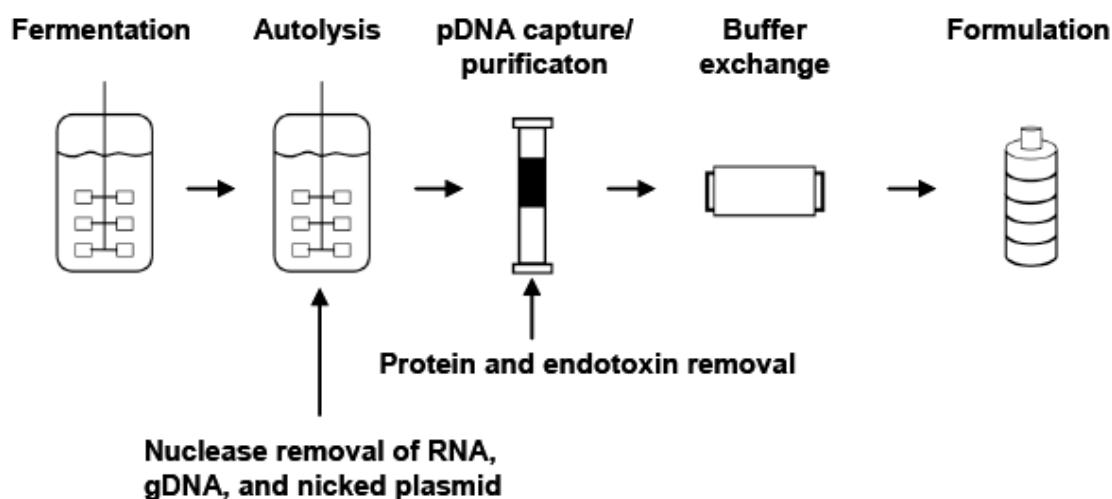 Fermentation
Autolysis
pDNA capture/
purificaton
Buffer
exchange
Formulation
Protein and endotoxin removal
Nuclease removal of RNA,
gDNA, and nicked plasmid